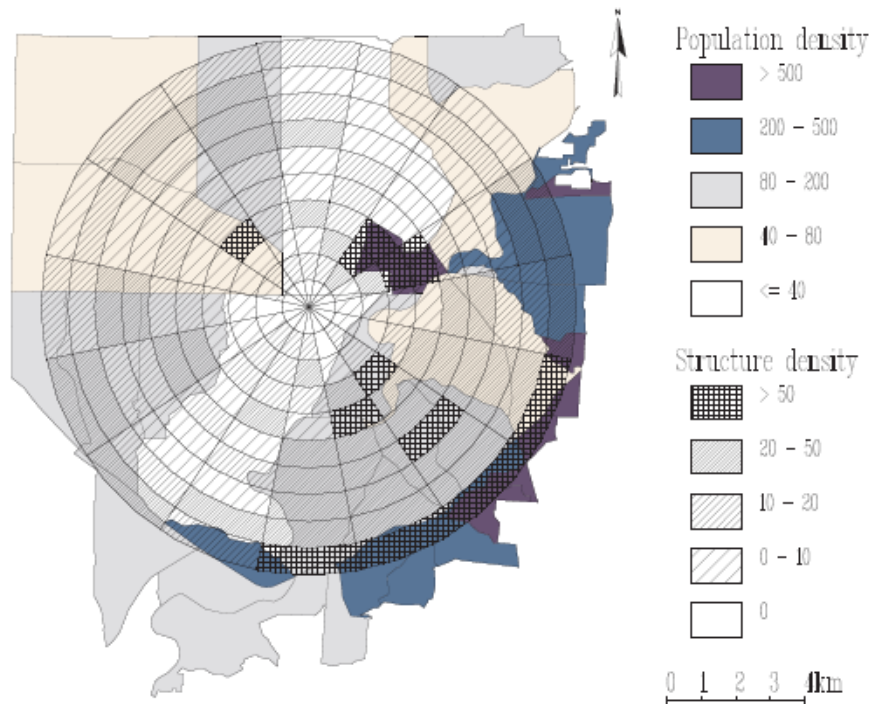 N
Population density
> 500
200 - 500
80 - 200
40 - 80
<= 40
Structure density
> 50
20 - 50
10 - 20
0 - 10
0
0 1 2 3 4km